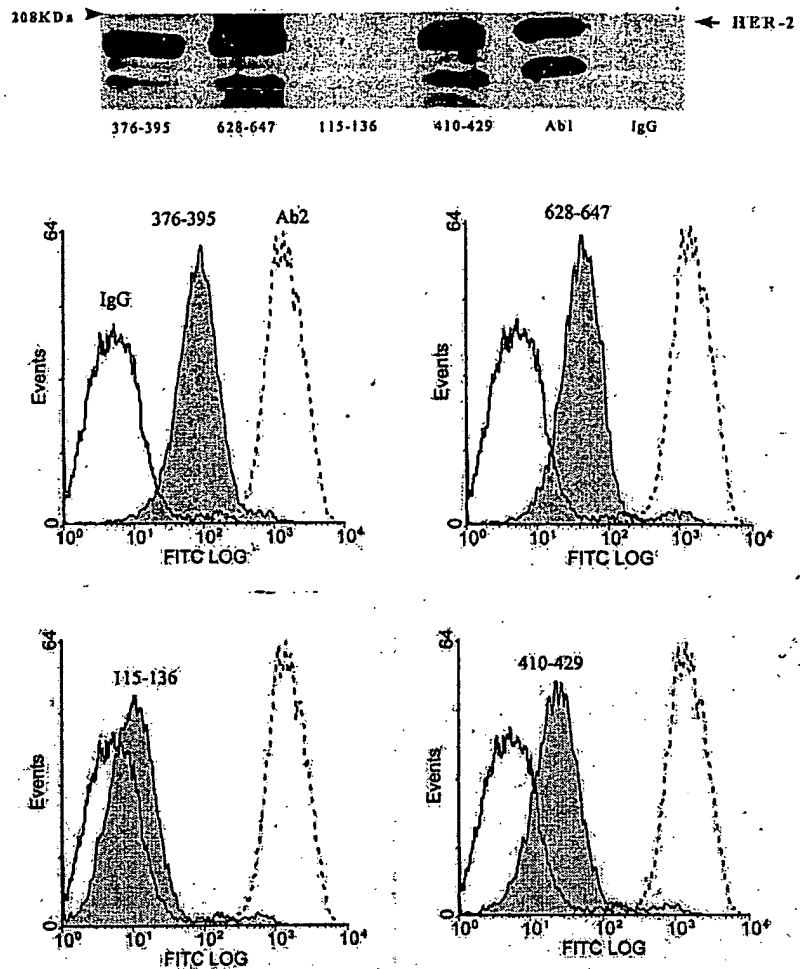 208KDa HER-2
376-395 628-647 115-136 410-429 Ab1 IgG
376-395 Ab2
IgG
64
Events
0
10⁰ 10¹ 10² 10³ 10⁴
FITC LOG
628-647
64
Events
0
10⁰ 10¹ 10² 10³ 10⁴
FITC LOG
115-136
64
Events
0
10⁰ 10¹ 10² 10³ 10⁴
FITC LOG
410-429
64
Events
0
10⁰ 10¹ 10² 10³ 10⁴
FITC LOG